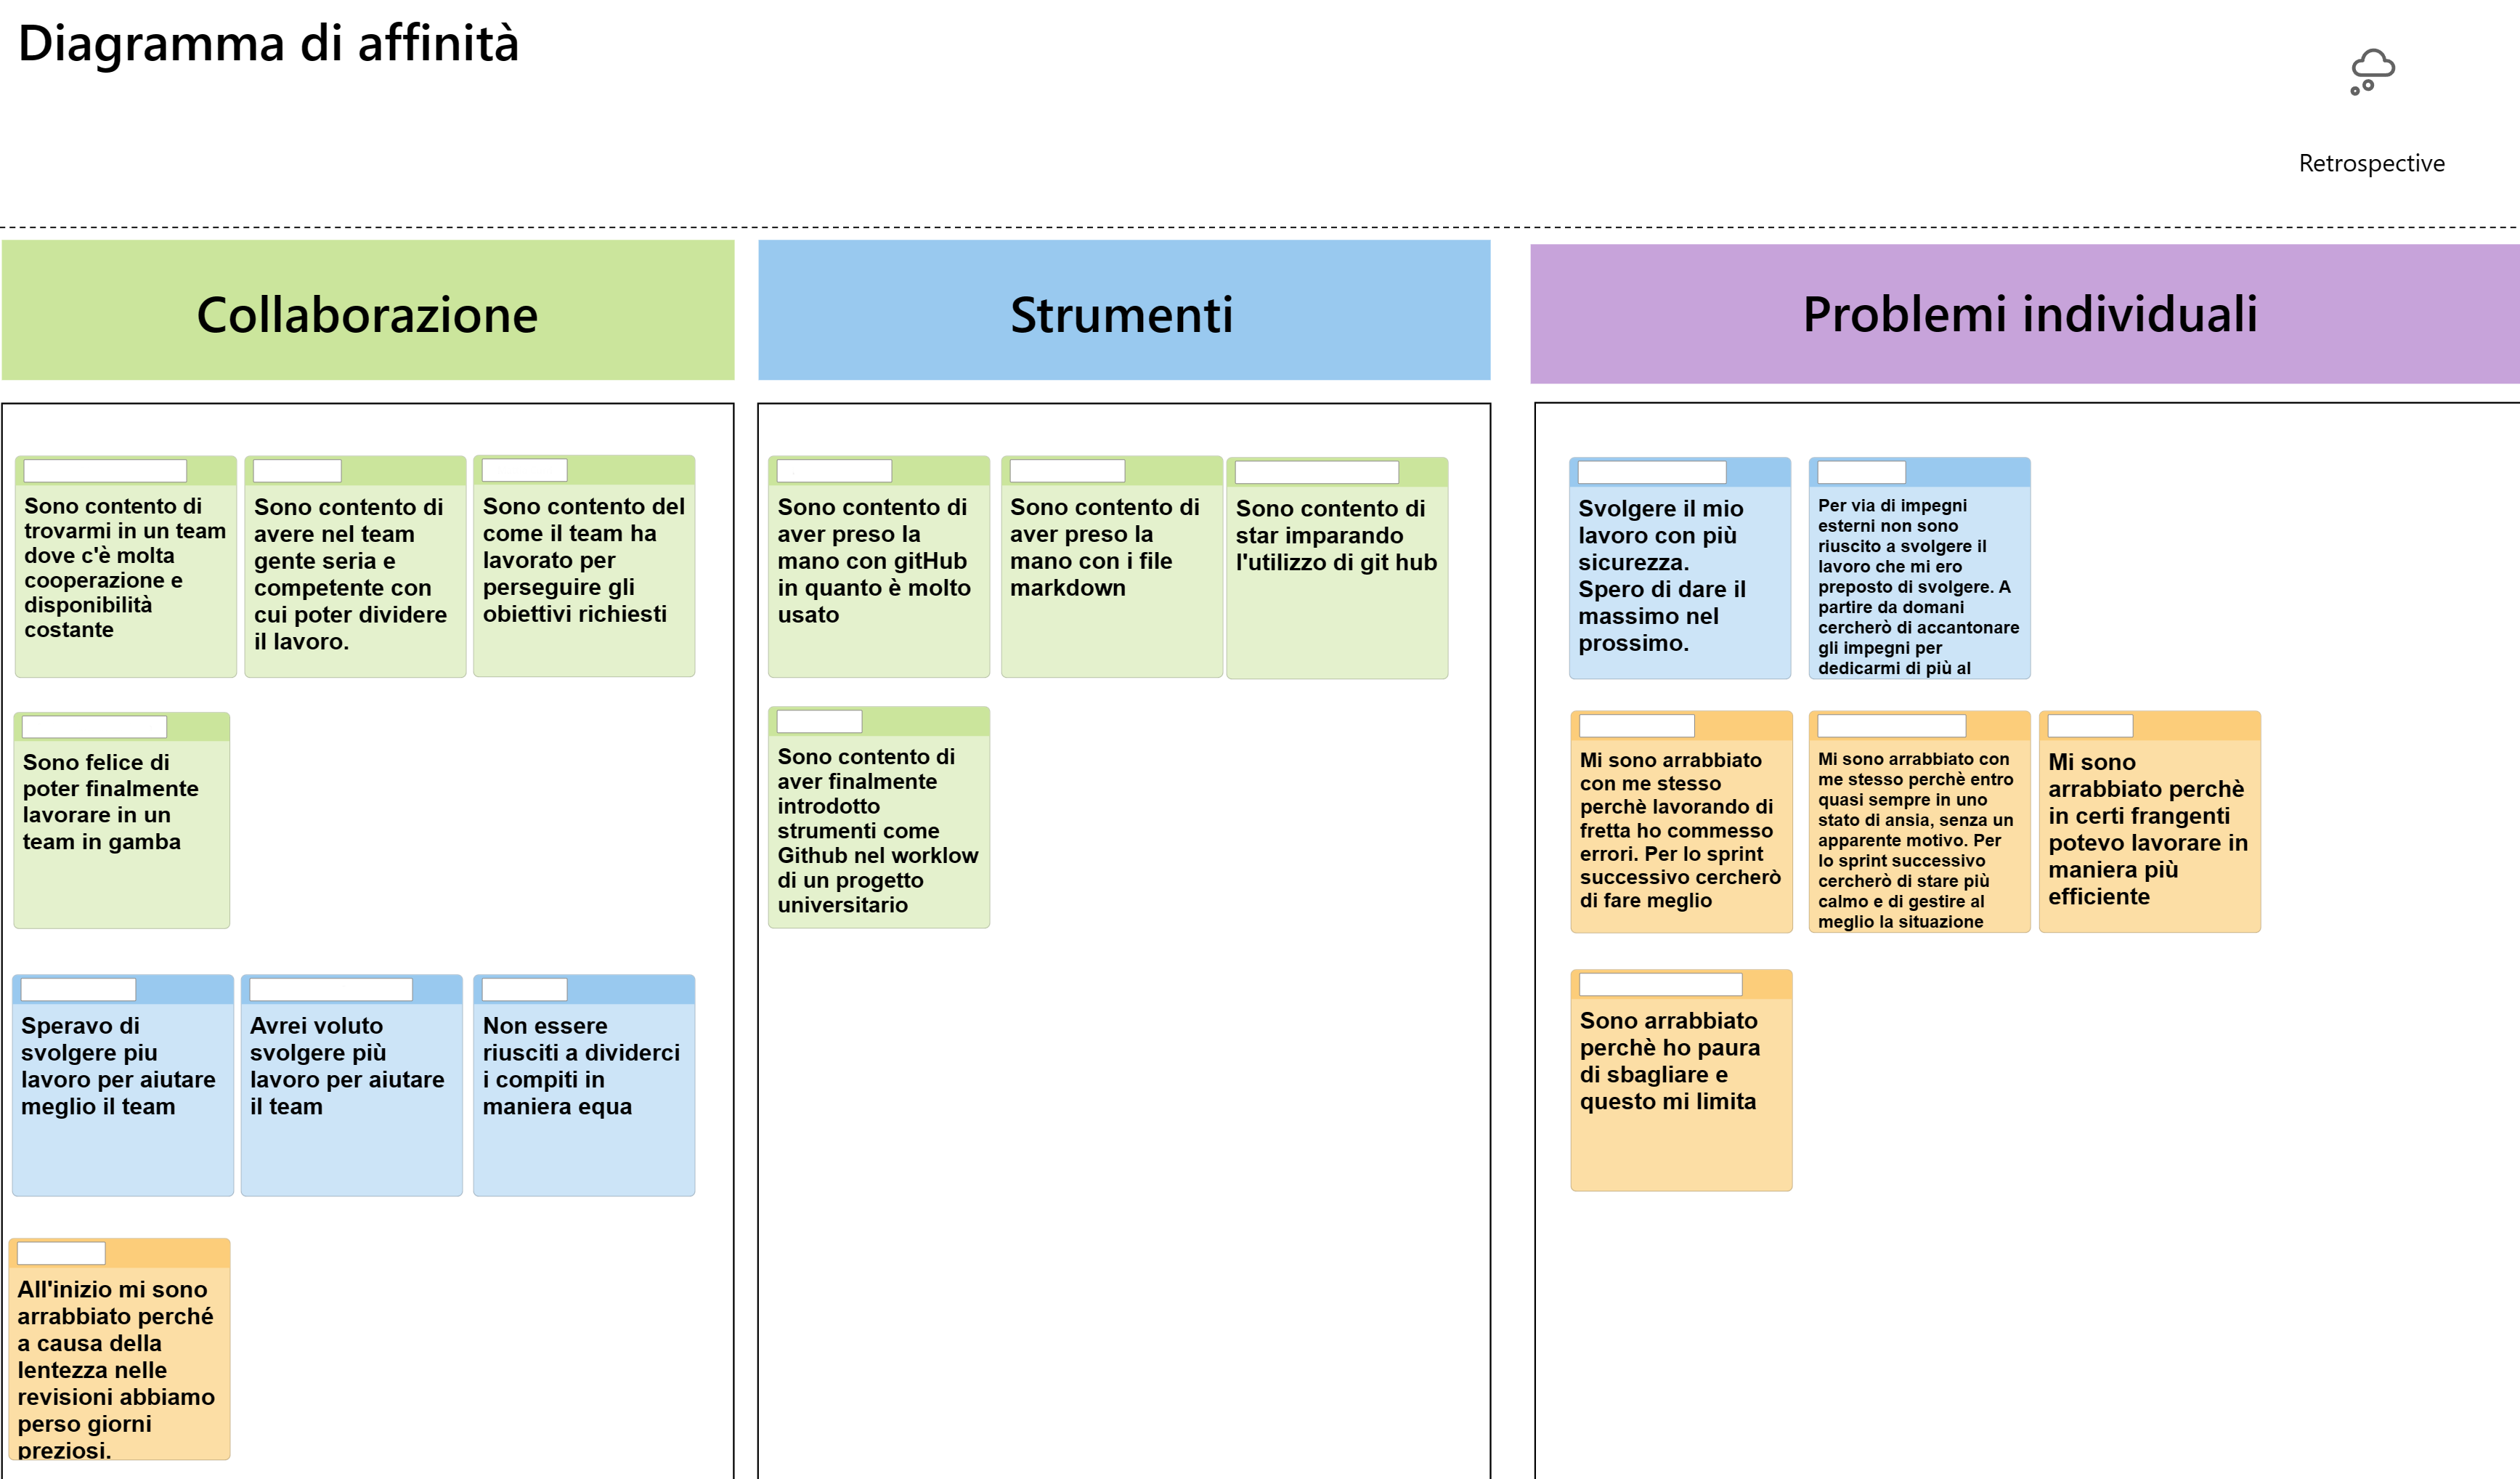 Diagramma di affinità
Retrospective
Collaborazione
Strumenti
Problemi individuali
Sono contento di
trovarmi in un team
dove c'è molta
cooperazione e
disponibilità
costante
Sono contento di
avere nel team
gente seria e
competente con
cui poter dividere
il lavoro.
Sono contento del
come il team ha
lavorato per
perseguire gli
obiettivi richiesti
Sono felice di
poter finalmente
lavorare in un
team in gamba
Speravo di
svolgere piu
lavoro per aiutare
meglio il team
Avrei voluto
svolgere più
lavoro per aiutare
il team
Non essere
riusciti a dividerci
i compiti in
maniera equa
All'inizio mi sono
arrabbiato perché
a causa della
lentezza nelle
revisioni abbiamo
perso giorni
preziosi.
Sono contento di
aver preso la
mano con gitHub
in quanto è molto
usato
Sono contento di
aver preso la
mano con i file
markdown
Sono contento di
star imparando
l'utilizzo di git hub
Sono contento di
aver finalmente
introdotto
strumenti come
Github nel worklow
di un progetto
universitario
Svolgere il mio
lavoro con più
sicurezza.
Spero di dare il
massimo nel
prossimo.
Per via di impegni
esterni non sono
riuscito a svolgere il
lavoro che mi ero
preposto di svolgere. A
partire da domani
cercherò di accantonare
gli impegni per
dedicarmi di più al
Mi sono arrabbiato
con me stesso
perchè lavorando di
fretta ho commesso
errori. Per lo sprint
successivo cercherò
di fare meglio
Mi sono arrabbiato con
me stesso perchè entro
quasi sempre in uno
stato di ansia, senza un
apparente motivo. Per
lo sprint successivo
cercherò di stare più
calmo e di gestire al
meglio la situazione
Mi sono
arrabbiato perchè
in certi frangenti
potevo lavorare in
maniera più
efficiente
Sono arrabbiato
perchè ho paura
di sbagliare e
questo mi limita